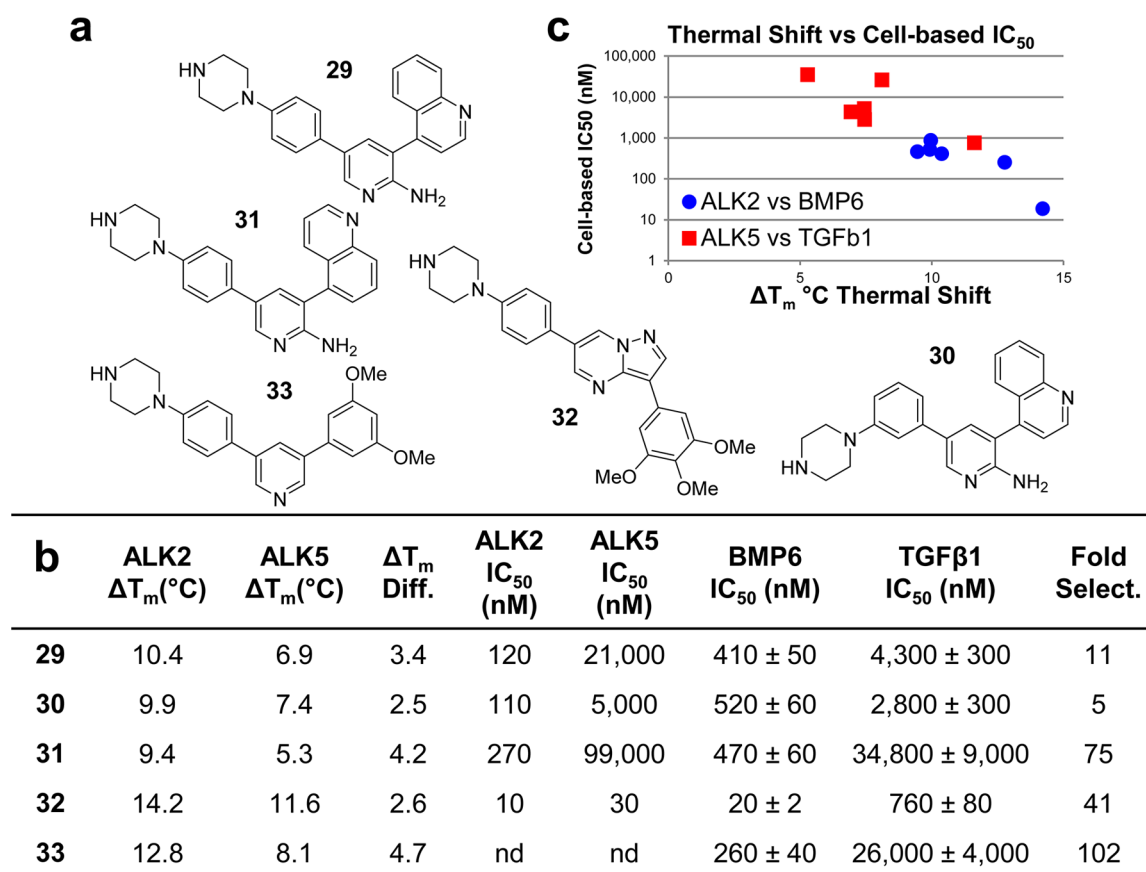 a
c
Thermal Shift vs Cell-based IC50
Cell-based IC50 (nM)
100,000
10,000
1,000
100
10
1
0
5
10
15
ALK2 vs BMP6
ALK5 vs TGFb1
ΔTm °C Thermal Shift
29
HN
N
N
N
NH2
31
HN
N
N
N
NH2
33
HN
N
N
OMe
OMe
32
HN
N
N
N
N
MeO
OMe
OMe
30
HN
N
N
N
NH2
b
ALK2 ΔTm(°C) ALK5 ΔTm(°C) ΔTm Diff. ALK2 IC50 (nM) ALK5 IC50 (nM) BMP6 IC50 (nM) TGFβ1 IC50 (nM) Fold Select.
29 10.4 6.9 3.4 120 21,000 410 ± 50 4,300 ± 300 11
30 9.9 7.4 2.5 110 5,000 520 ± 60 2,800 ± 300 5
31 9.4 5.3 4.2 270 99,000 470 ± 60 34,800 ± 9,000 75
32 14.2 11.6 2.6 10 30 20 ± 2 760 ± 80 41
33 12.8 8.1 4.7 nd nd 260 ± 40 26,000 ± 4,000 102